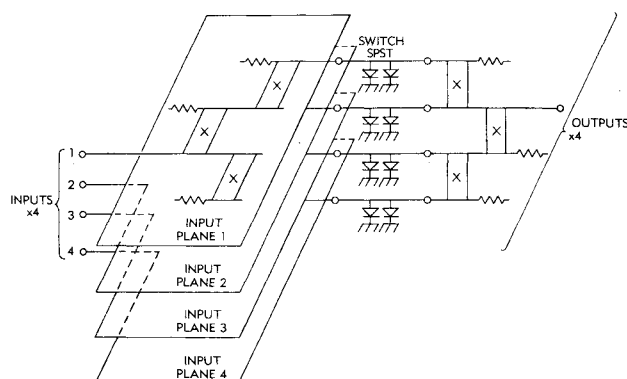 SWITCH
SPST
X
X
X
X
X
X
1
2
3
4
INPUTS
x4
OUTPUTS
x4
INPUT
PLANE 1
INPUT
PLANE 2
INPUT
PLANE 3
INPUT
PLANE 4